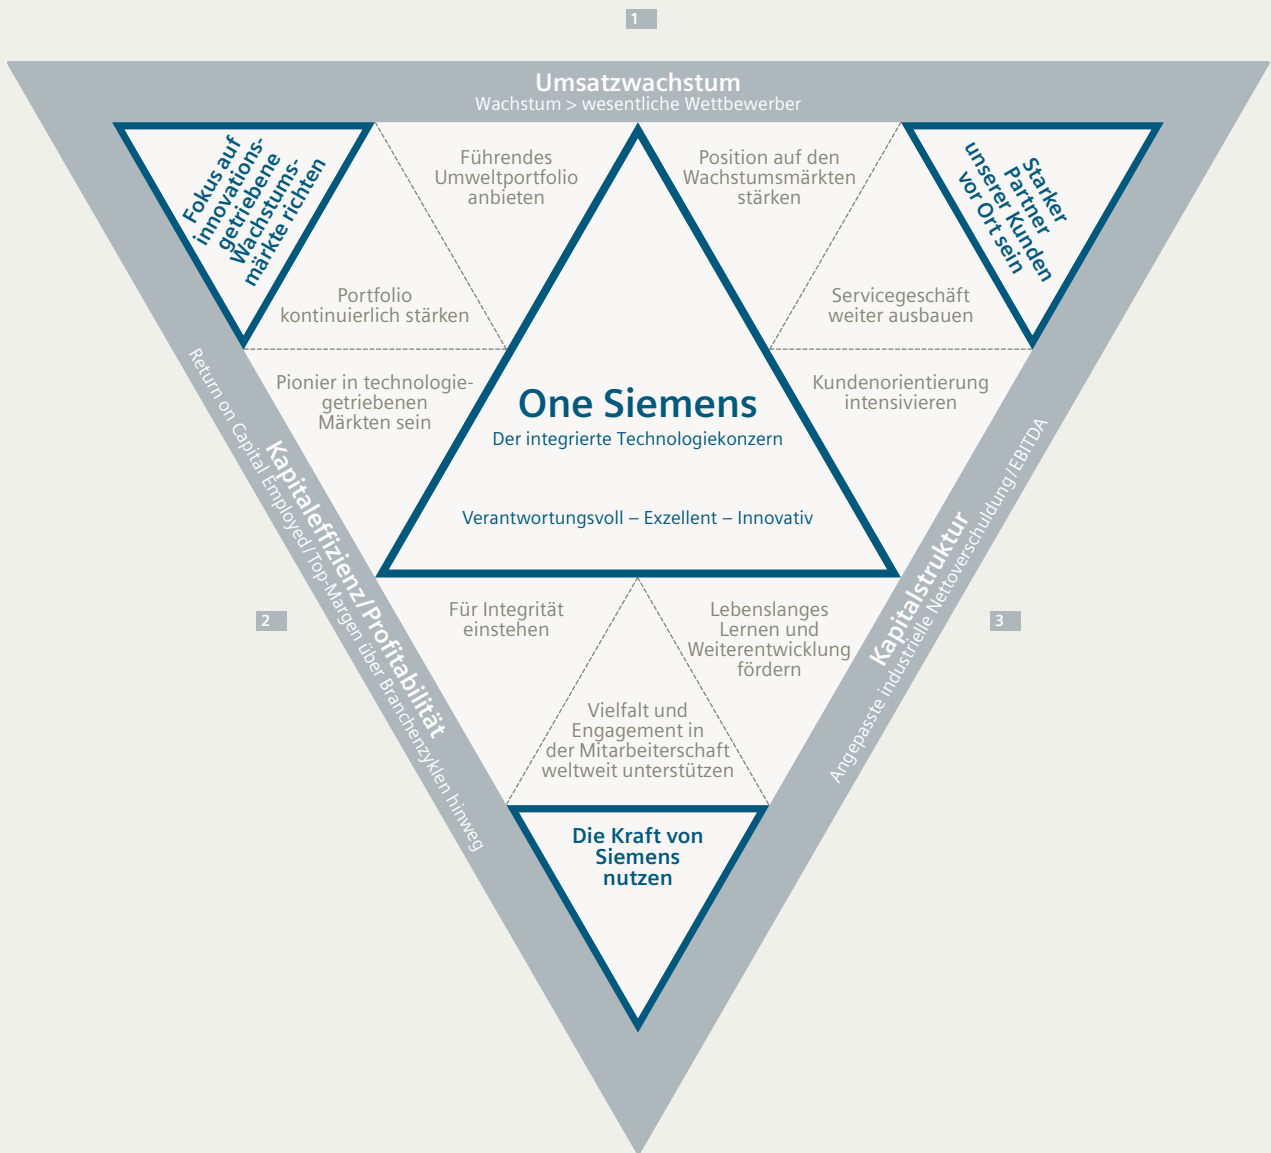 1
Umsatzwachstum
Wachstum > wesentliche Wettbewerber
Fokus auf
innovations-
getriebene
Wachstums-
märkte richten
Führendes
Umweltportfolio
anbieten
Portfolio
kontinuierlich stärken
Pionier in technologie-
getriebenen
Märkten sein
Position auf den
Wachstumsmärkten
stärken
Servicegeschäft
weiter ausbauen
Kundenorientierung
intensivieren
Starker
Partner
unserer Kunden
vor Ort sein
One Siemens
Der integrierte Technologiekonzern
Verantwortungsvoll – Exzellent – Innovativ
2
Kapitaleffizienz/Profitabilität
Return on Capital Employed/Top-Margen über Branchenzyklen hinweg
3
Kapitalstruktur
Angepasste industrielle Nettoverschuldung/EBITDA
Für Integrität
einstehen
Lebenslanges
Lernen und
Weiterentwicklung
fördern
Vielfalt und
Engagement in
der Mitarbeiterschaft
weltweit unterstützen
Die Kraft von
Siemens
nutzen